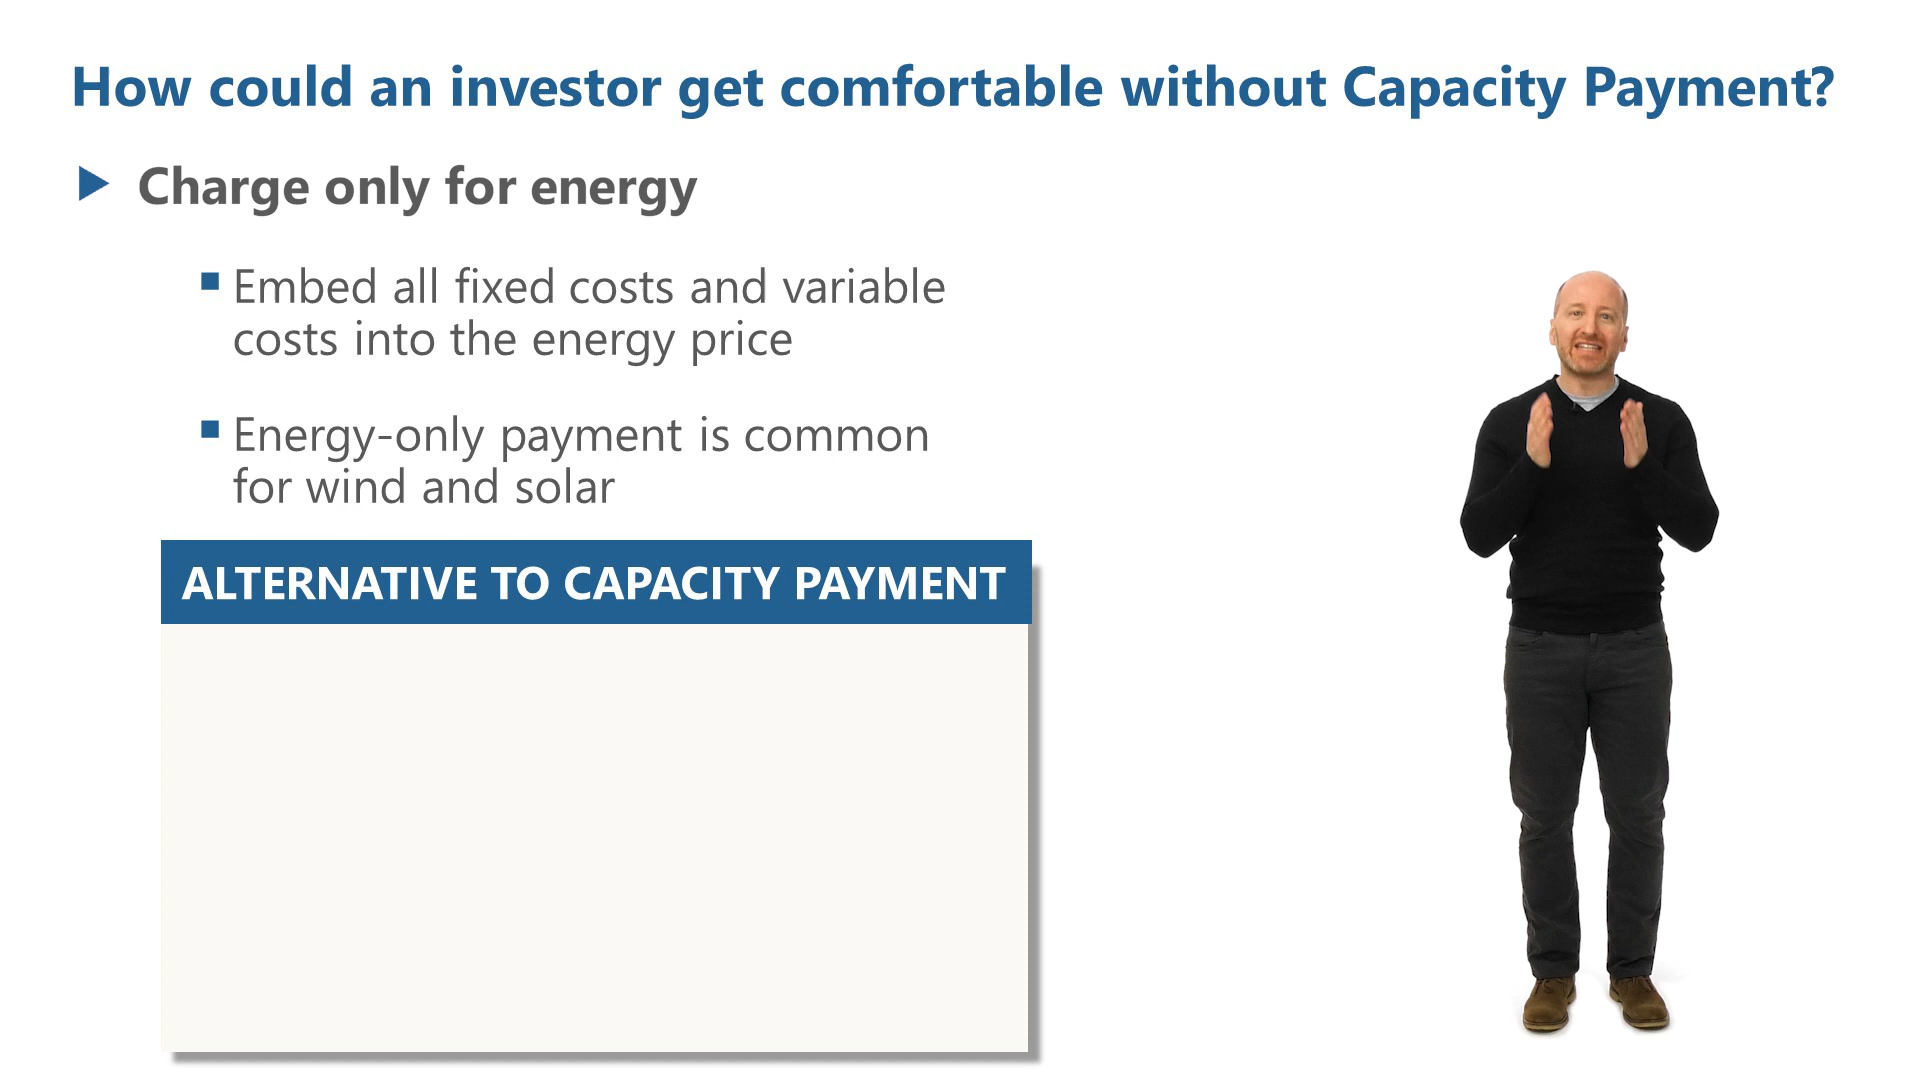 How could an investor get comfortable without Capacity Payment?
Charge only for energy
Embed all fixed costs and variable
costs into the energy price
Energy-only payment is common
for wind and solar
ALTERNATIVE TO CAPACITY PAYMENT